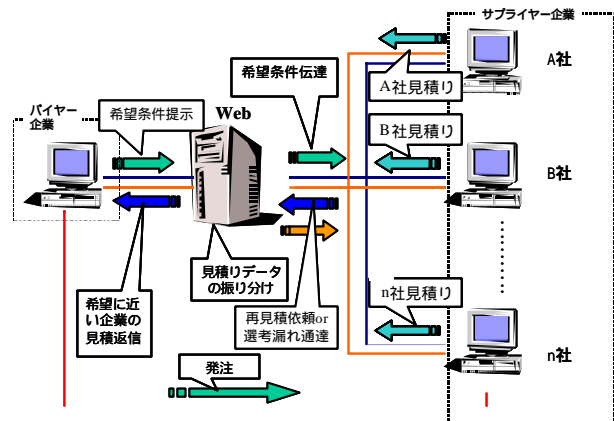 サプライヤー企業
A社
A社見積り
希望条件伝達
Web
希望条件提示
バイヤー
企業
B社見積り
B社
見積りデータ
の振り分け
希望に近
い企業の
見積返信
再見積依頼or
選考漏れ通達
n社見積り
n社
発注